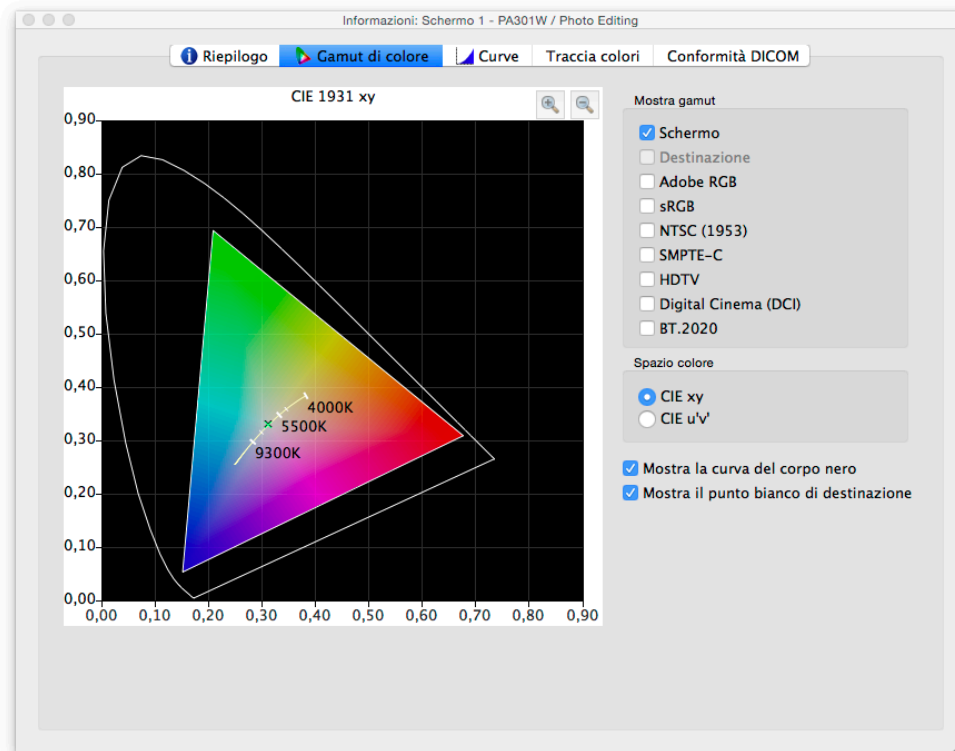 Informazioni: Schermo 1 - PA301W / Photo Editing
Riepilogo
Gamut di colore
Curve
Traccia colori
Conformità DICOM
CIE 1931 xy
0,90
0,80
0,70
0,60
0,50
0,40
0,30
0,20
0,10
0,00
4000K
5500K
9300K
0,00 0,10 0,20 0,30 0,40 0,50 0,60 0,70 0,80 0,90
Mostra gamut
Schermo
Destinazione
Adobe RGB
sRGB
NTSC (1953)
SMPTE-C
HDTV
Digital Cinema (DCI)
BT.2020
Spazio colore
CIE xy
CIE u'v'
Mostra la curva del corpo nero
Mostra il punto bianco di destinazione